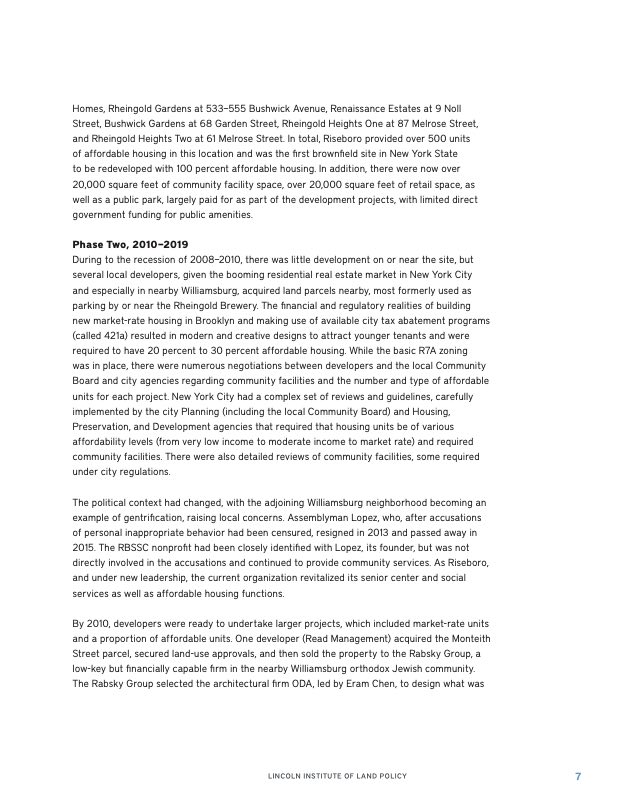 Homes, Rheingold Gardens at 533–555 Bushwick Avenue, Renaissance Estates at 9 Noll
Street, Bushwick Gardens at 68 Garden Street, Rheingold Heights One at 87 Melrose Street,
and Rheingold Heights Two at 61 Melrose Street. In total, Riseboro provided over 500 units
of affordable housing in this location and was the first brownfield site in New York State
to be redeveloped with 100 percent affordable housing. In addition, there were now over
20,000 square feet of community facility space, over 20,000 square feet of retail space, as
well as a public park, largely paid for as part of the development projects, with limited direct
government funding for public amenities.
Phase Two, 2010–2019
During to the recession of 2008–2010, there was little development on or near the site, but
several local developers, given the booming residential real estate market in New York City
and especially in nearby Williamsburg, acquired land parcels nearby, most formerly used as
parking by or near the Rheingold Brewery. The financial and regulatory realities of building
new market-rate housing in Brooklyn and making use of available city tax abatement programs
(called 421a) resulted in modern and creative designs to attract younger tenants and were
required to have 20 percent to 30 percent affordable housing. While the basic R7A zoning
was in place, there were numerous negotiations between developers and the local Community
Board and city agencies regarding community facilities and the number and type of affordable
units for each project. New York City had a complex set of reviews and guidelines, carefully
implemented by the city Planning (including the local Community Board) and Housing,
Preservation, and Development agencies that required that housing units be of various
affordability levels (from very low income to moderate income to market rate) and required
community facilities. There were also detailed reviews of community facilities, some required
under city regulations.
The political context had changed, with the adjoining Williamsburg neighborhood becoming an
example of gentrification, raising local concerns. Assemblyman Lopez, who, after accusations
of personal inappropriate behavior had been censured, resigned in 2013 and passed away in
2015. The RBSSC nonprofit had been closely identified with Lopez, its founder, but was not
directly involved in the accusations and continued to provide community services. As Riseboro,
and under new leadership, the current organization revitalized its senior center and social
services as well as affordable housing functions.
By 2010, developers were ready to undertake larger projects, which included market-rate units
and a proportion of affordable units. One developer (Read Management) acquired the Monteith
Street parcel, secured land-use approvals, and then sold the property to the Rabsky Group, a
low-key but financially capable firm in the nearby Williamsburg orthodox Jewish community.
The Rabsky Group selected the architectural firm ODA, led by Eram Chen, to design what was
LINCOLN INSTITUTE OF LAND POLICY
7